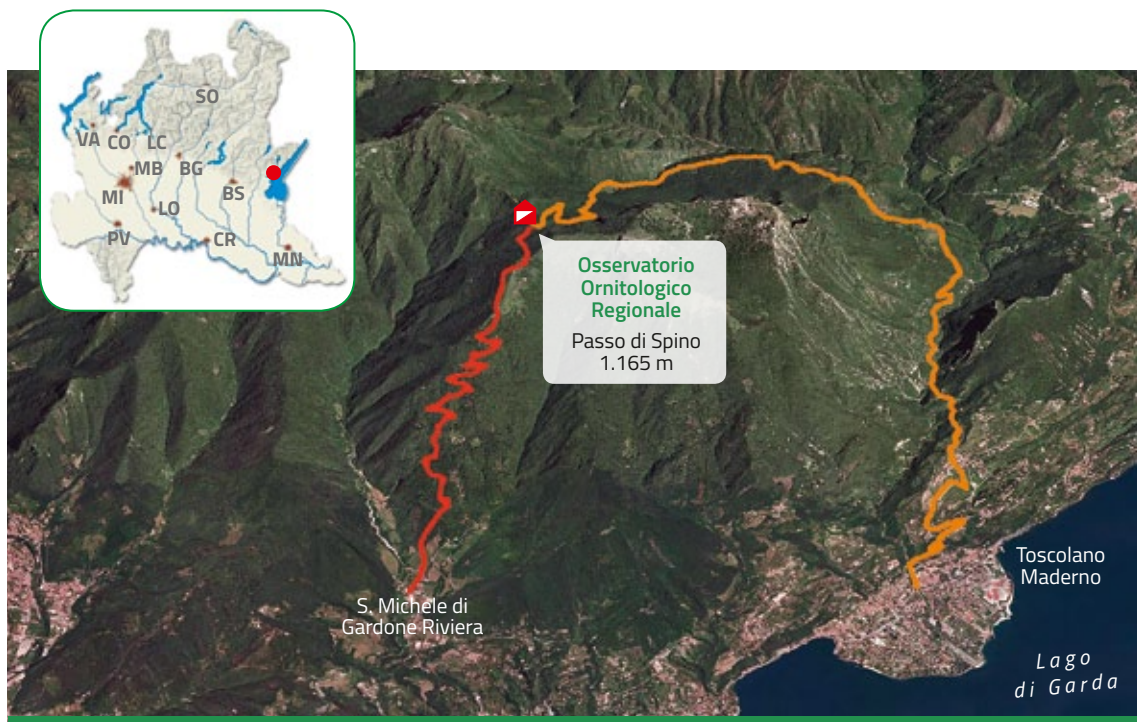 SO
VA
CO
LC
MB
BG
MI
BS
LO
PV
CR
MN
Osservatorio
Ornitologico
Regionale
Passo di Spino
1.165 m
S. Michele di
Gardone Riviera
Toscolano
Maderno
Lago
di Garda